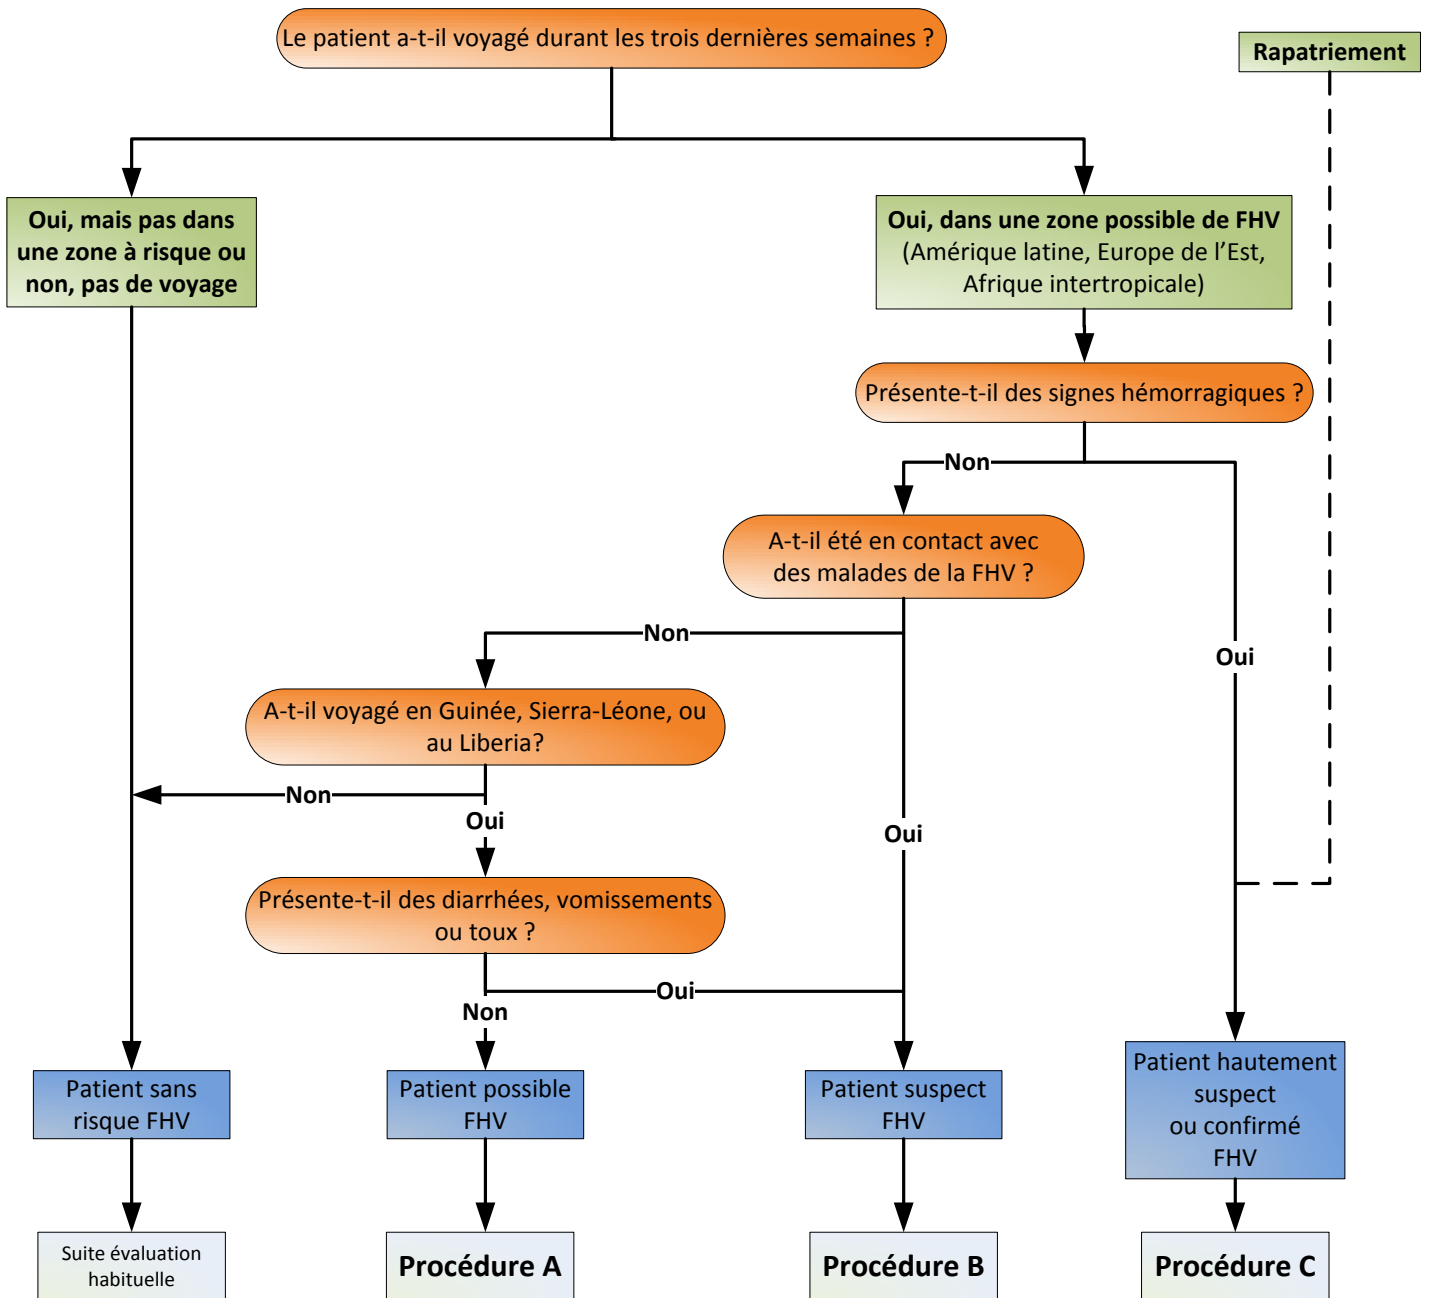 Le patient a-t-il voyagé durant les trois dernières semaines ?
Rapatriement
Oui, mais pas dans
une zone à risque ou
non, pas de voyage
Oui, dans une zone possible de FHV
(Amérique latine, Europe de l’Est,
Afrique intertropicale)
Présente-t-il des signes hémorragiques ?
Non
Oui
A-t-il été en contact avec
des malades de la FHV ?
Non
Oui
A-t-il voyagé en Guinée, Sierra-Léone, ou
au Liberia?
Non
Oui
Présente-t-il des diarrhées, vomissements
ou toux ?
Oui
Non
Patient sans
risque FHV
Patient possible
FHV
Patient suspect
FHV
Patient hautement
suspect
ou confirmé
FHV
Suite évaluation
habituelle
Procédure A
Procédure B
Procédure C